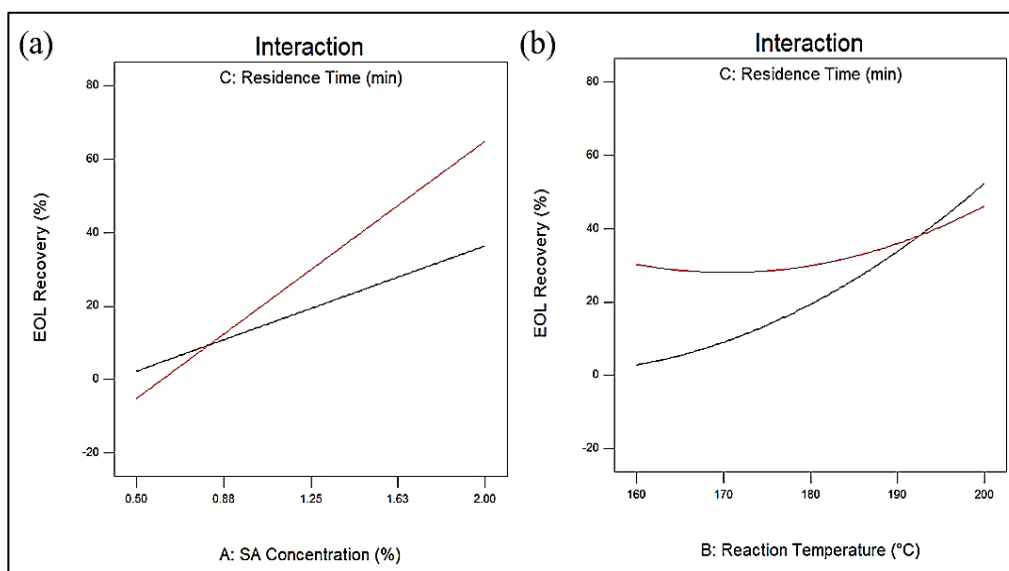 (a)
Interaction
C: Residence Time (min)
EOL Recovery (%)
80
60
40
20
0
-20
0.50 0.88 1.25 1.63 2.00
A: SA Concentration (%)
(b)
Interaction
C: Residence Time (min)
EOL Recovery (%)
80
60
40
20
0
-20
160 170 180 190 200
B: Reaction Temperature (°C)